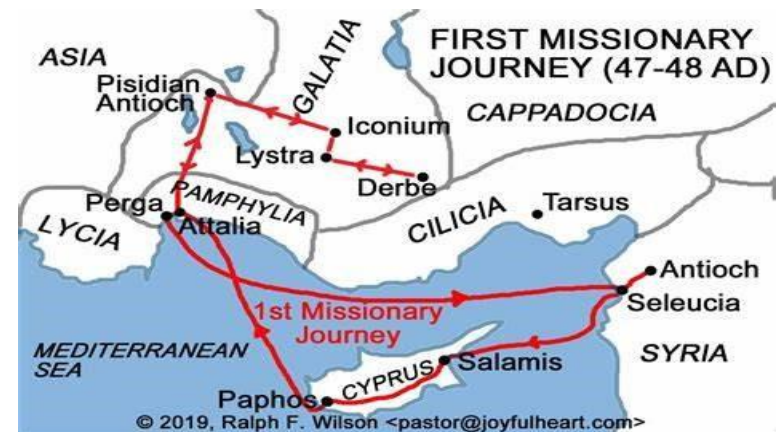 FIRST MISSIONARY
JOURNEY (47-48 AD)
ASIA
GALATIA
CAPPADOCIA
Pisidian
Antioch
Iconium
Lystra
Derbe
PAMPHYLIA
Perga
Attalia
LYCIA
CILICIA
Tarsus
Antioch
Seleucia
1st Missionary
Journey
MEDITERRANEAN
SEA
SYRIA
Salamis
CYPRUS
Paphos
© 2019, Ralph F. Wilson <pastor@joyfulheart.com>